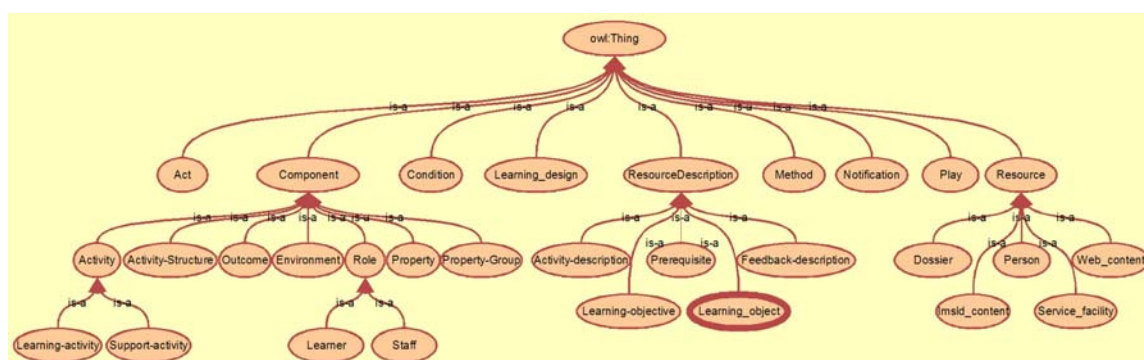 owl:Thing
is-a is-a is-a is-a is-a is-a is-a is-a is-a
Act Component Condition Learning_design ResourceDescription Method Notification Play Resource
is-a is-a is-a is-a is-a is-a is-a is-a is-a is-a is-a is-a is-a is-a is-a is-a is-a
Activity Activity-Structure Outcome Environment Role Property Property-Group Activity-description Prerequisite Feedback-description Dossier Person Web_content
is-a is-a is-a is-a
Learning-objective Learning_object Imsld_content Service_facility
Learning-activity Support-activity Learner Staff